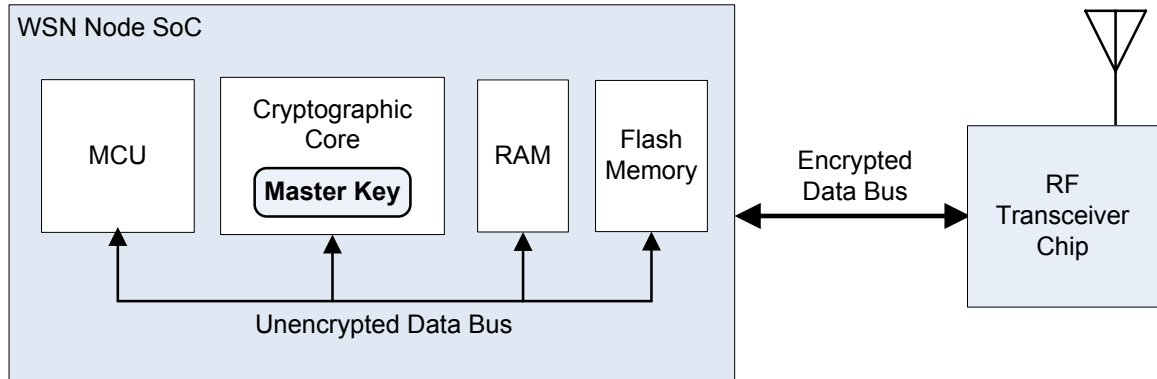 WSN Node SoC
MCU
Cryptographic
Core
Master Key
RAM
Flash
Memory
Unencrypted Data Bus
Encrypted
Data Bus
RF
Transceiver
Chip